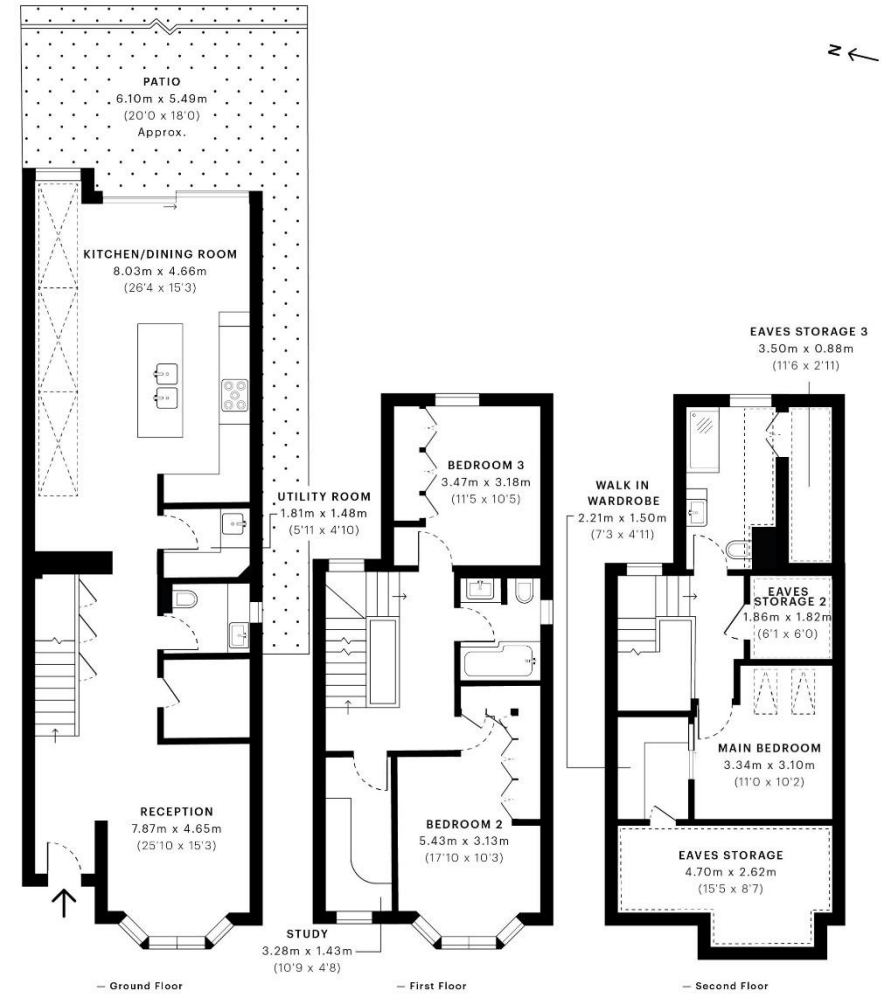 N
PATIO
6.10m x 5.49m
(20'0 x 18'0)
Approx.
KITCHEN/DINING ROOM
8.03m x 4.66m
(26'4 x 15'3)
UTILITY ROOM
1.81m x 1.48m
(5'11 x 4'10)
RECEPTION
7.87m x 4.65m
(25'10 x 15'3)
— Ground Floor
BEDROOM 3
3.47m x 3.18m
(11'5 x 10'5)
BEDROOM 2
5.43m x 3.13m
(17'10 x 10'3)
STUDY
3.28m x 1.43m
(10'9 x 4'8)
— First Floor
EAVES STORAGE 3
3.50m x 0.88m
(11'6 x 2'11)
WALK IN
WARDROBE
2.21m x 1.50m
(7'3 x 4'11)
EAVES
STORAGE 2
1.86m x 1.82m
(6'1 x 6'0)
MAIN BEDROOM
3.34m x 3.10m
(11'0 x 10'2)
EAVES STORAGE
4.70m x 2.62m
(15'5 x 8'7)
— Second Floor